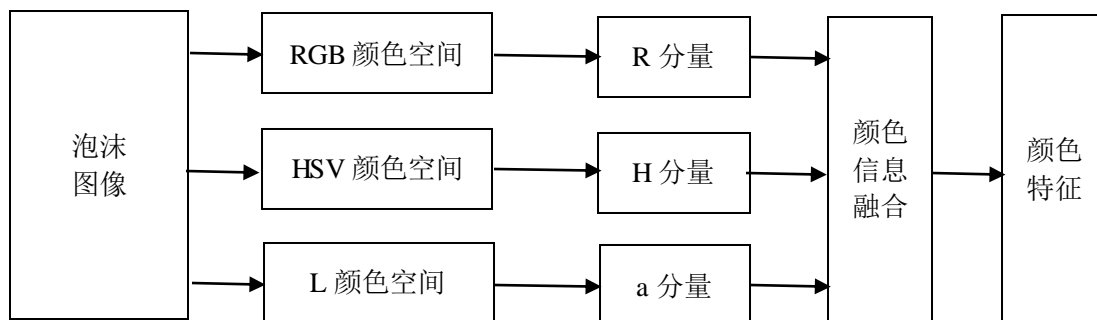 泡沫
图像
RGB 颜色空间
R 分量
HSV 颜色空间
H 分量
L 颜色空间
a 分量
颜色
信息
融合
颜色
特征